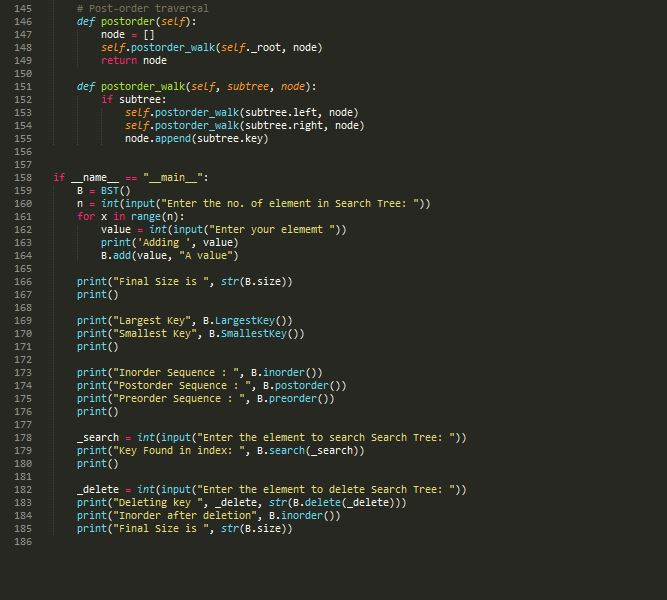 145 # Post-order traversal
146 def postorder(self):
147 node = []
148 self.postorder_walk(self._root, node)
149 return node
150
151 def postorder_walk(self, subtree, node):
152 if subtree:
153 self.postorder_walk(subtree.left, node)
154 self.postorder_walk(subtree.right, node)
155 node.append(subtree.key)
156
157
158 if __name__ == "__main__":
159 B = BST()
160 n = int(input("Enter the no. of element in Search Tree: "))
161 for x in range(n):
162 value = int(input("Enter your elememt "))
163 print('Adding ', value)
164 B.add(value, "A value")
165
166 print("Final Size is ", str(B.size))
167 print()
168
169 print("Largest Key", B.LargestKey())
170 print("Smallest Key", B.SmallestKey())
171 print()
172
173 print("Inorder Sequence : ", B.inorder())
174 print("Postorder Sequence : ", B.postorder())
175 print("Preorder Sequence : ", B.preorder())
176 print()
177
178 _search = int(input("Enter the element to search Search Tree: "))
179 print("Key Found in index: ", B.search(_search))
180 print()
181
182 _delete = int(input("Enter the element to delete Search Tree: "))
183 print("Deleting key ", _delete, str(B.delete(_delete)))
184 print("Inorder after deletion", B.inorder())
185 print("Final Size is ", str(B.size))
186